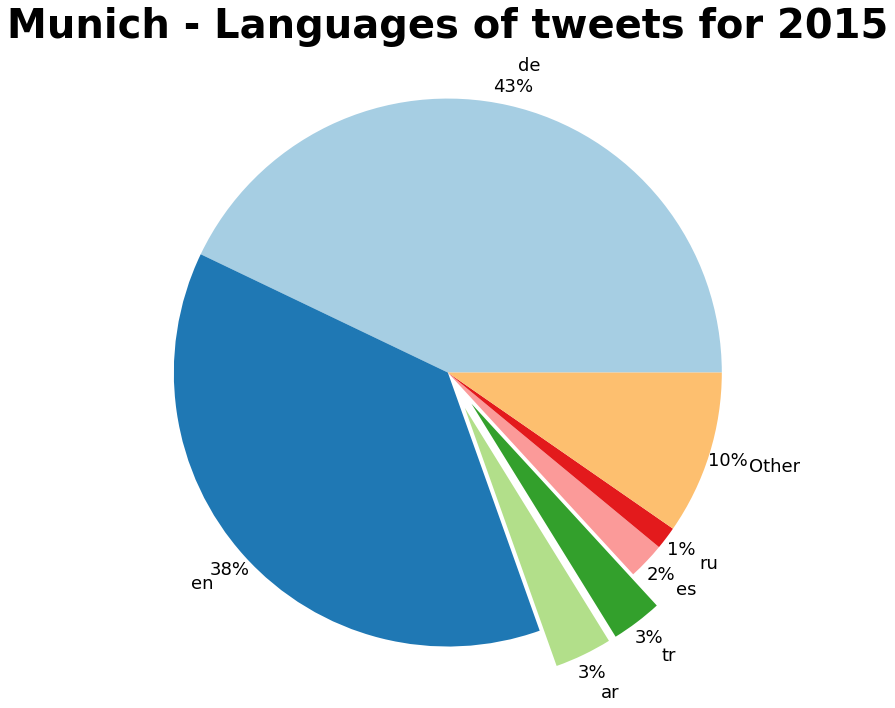 Munich - Languages of tweets for 2015
de
43%
10%
Other
1%
ru
2%
es
38%
en
3%
tr
3%
ar